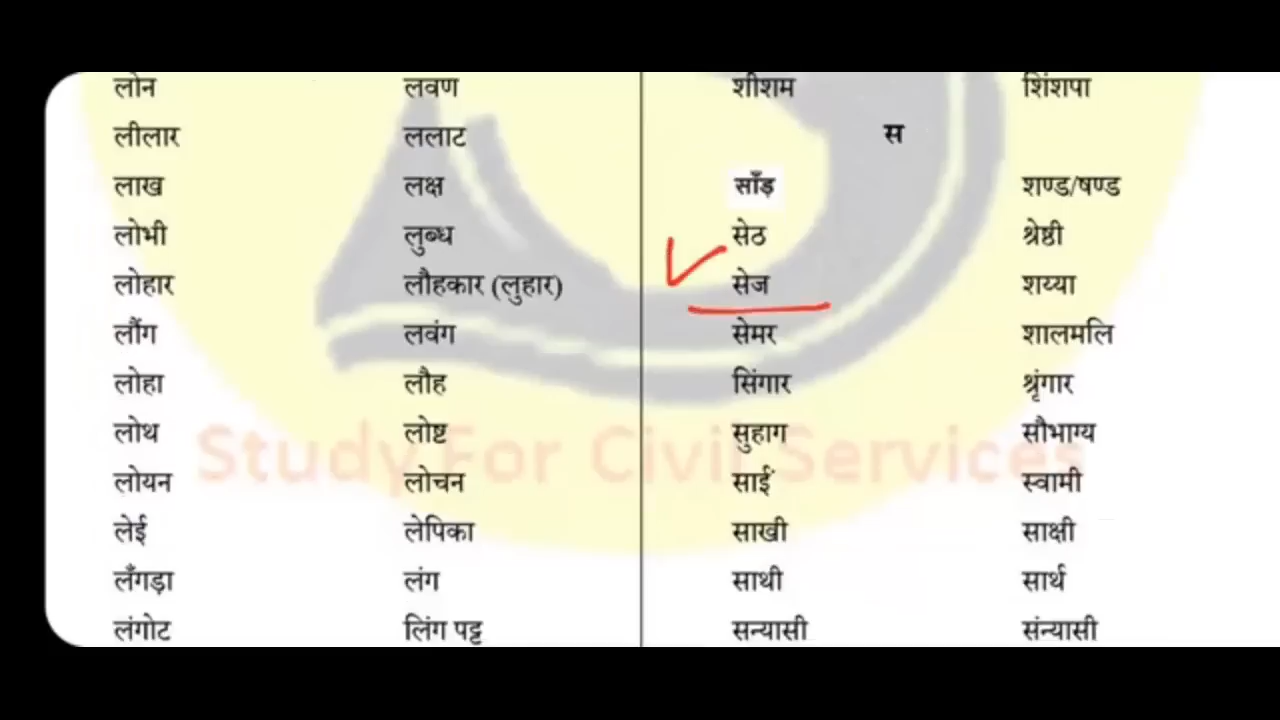 लोन लवण
लीलार ललाट
लाख लक्ष
लोभी लुब्ध
लोहार लौहकार (लुहार)
लौंग लवंग
लोहा लौह
लोथ लोष्ट
लोयन लोचन
लेई लेपिका
लँगड़ा लंग
लंगोट लिंग पट्ट
शीशम शिंशपा
स
साँड़ शण्ड/षण्ड
सेठ श्रेष्ठी
सेज शय्या
सेमर शालमलि
सिंगार श्रृंगार
सुहाग सौभाग्य
साईं स्वामी
साखी साक्षी
साथी सार्थ
सन्यासी संन्यासी
Study For Civil Services